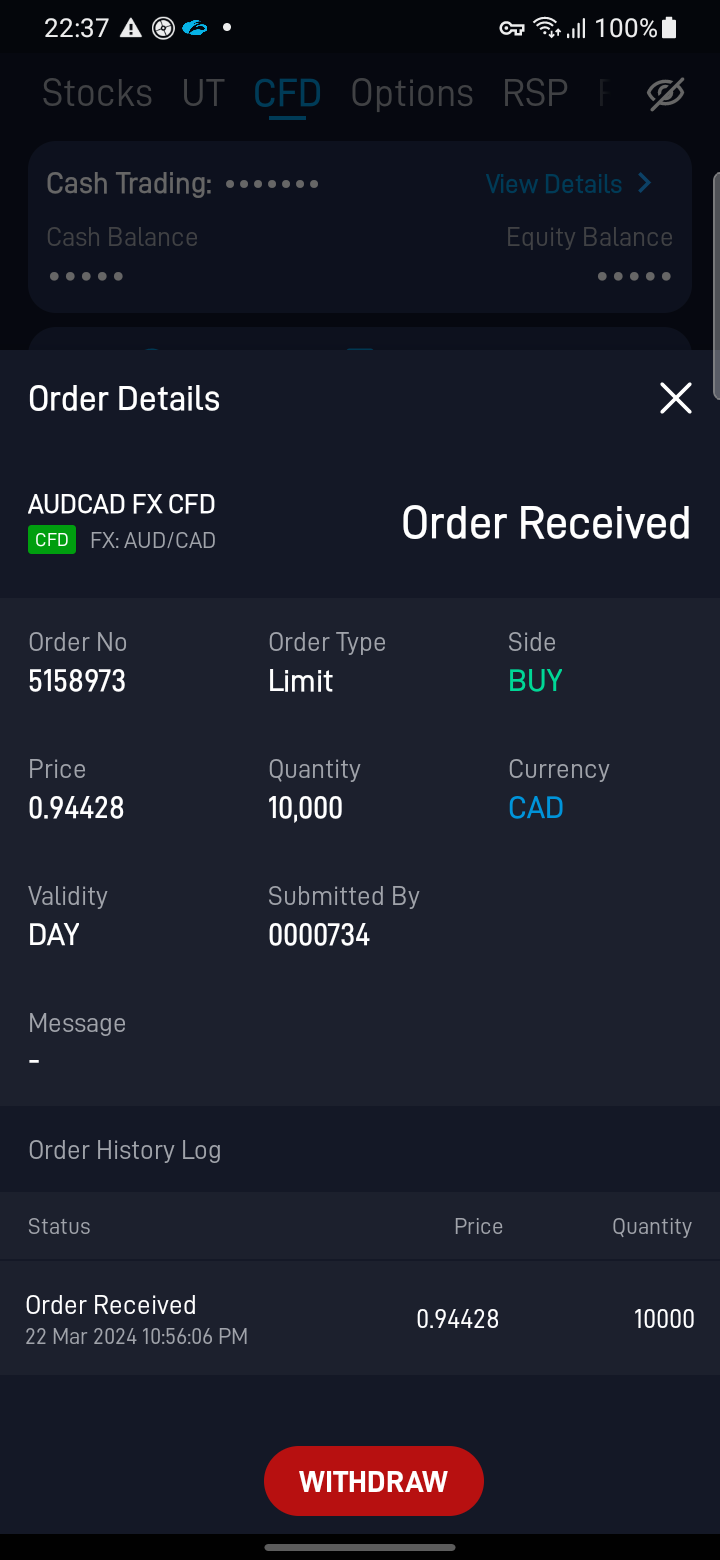 22:37 100%
Stocks UT CFD Options RSP
Cash Trading: ••••••• View Details
Cash Balance Equity Balance
••••• •••••
Order Details
AUDCAD FX CFD
Order Received
CFD FX: AUD/CAD
Order No Order Type Side
5158973 Limit BUY
Price Quantity Currency
0.94428 10,000 CAD
Validity Submitted By
DAY 0000734
Message
-
Order History Log
Status Price Quantity
Order Received 0.94428 10000
22 Mar 2024 10:56:06 PM
WITHDRAW